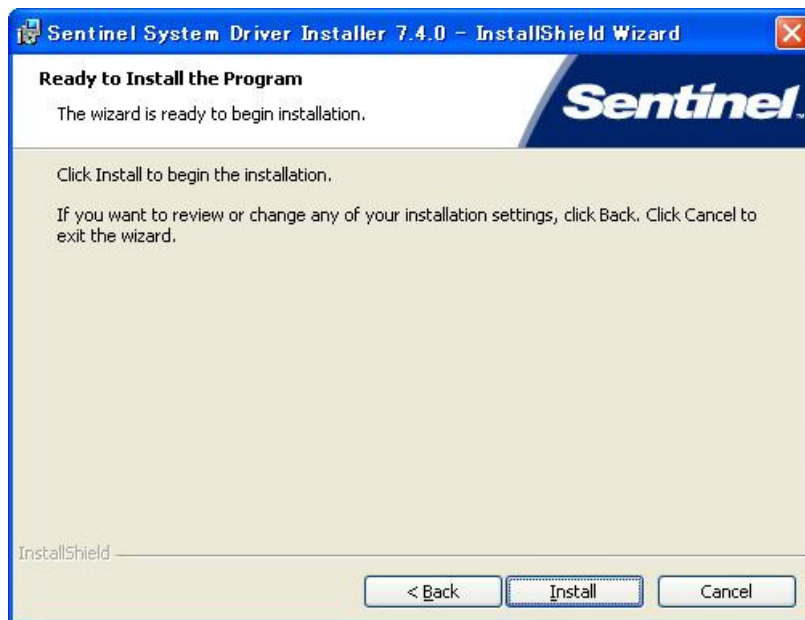 Sentinel System Driver Installer 7.4.0 - InstallShield Wizard
Ready to Install the Program
The wizard is ready to begin installation.
Sentinel™
Click Install to begin the installation.
If you want to review or change any of your installation settings, click Back. Click Cancel to
exit the wizard.
InstallShield
< Back
Install
Cancel